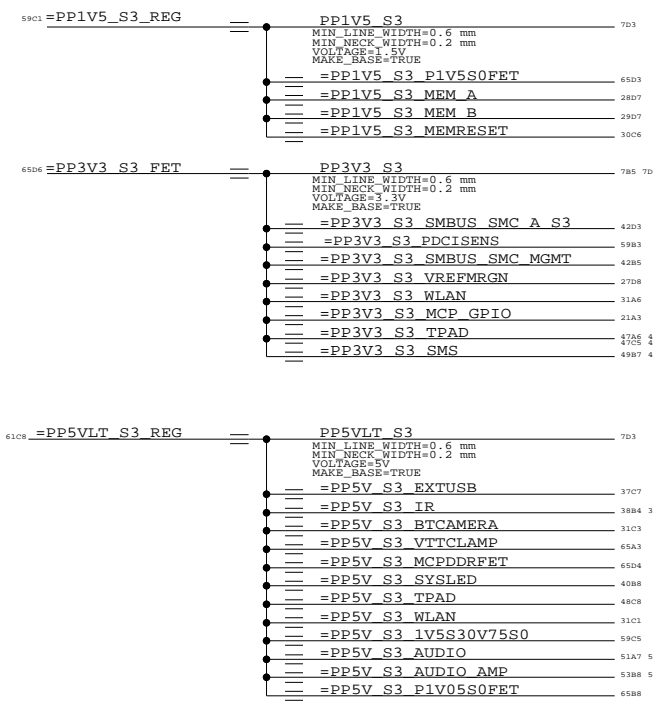 59C1 =PP1V5_S3_REG PP1V5_S3 7D3
MIN_LINE_WIDTH=0.6 mm
MIN_NECK_WIDTH=0.2 mm
VOLTAGE=1.5V
MAKE_BASE=TRUE
=PP1V5_S3_P1V5S0FET 65D3
=PP1V5_S3_MEM_A 28D7
=PP1V5_S3_MEM_B 29D7
=PP1V5_S3_MEMRESET 30C6
65D6 =PP3V3_S3_FET PP3V3_S3 7B5 7D
MIN_LINE_WIDTH=0.6 mm
MIN_NECK_WIDTH=0.2 mm
VOLTAGE=3.3V
MAKE_BASE=TRUE
=PP3V3_S3_SMBUS_SMC_A_S3 42D3
=PP3V3_S3_PDCISENS 59B3
=PP3V3_S3_SMBUS_SMC_MGMT 42B5
=PP3V3_S3_VREFMRGN 27D8
=PP3V3_S3_WLAN 31A6
=PP3V3_S3_MCP_GPIO 21A3
=PP3V3_S3_TPAD 47A6 4
47C5 4
=PP3V3_S3_SMS 49B7 4
61C8 =PP5VLT_S3_REG PP5VLT_S3 7D3
MIN_LINE_WIDTH=0.6 mm
MIN_NECK_WIDTH=0.2 mm
VOLTAGE=5V
MAKE_BASE=TRUE
=PP5V_S3_EXTUSB 37C7
=PP5V_S3_IR 38B4 3
=PP5V_S3_BTCAMERA 31C3
=PP5V_S3_VTTCLAMP 65A3
=PP5V_S3_MCPDDRFET 65D4
=PP5V_S3_SYSLED 40B8
=PP5V_S3_TPAD 48C8
=PP5V_S3_WLAN 31C1
=PP5V_S3_1V5S30V75S0 59C5
=PP5V_S3_AUDIO 51A7 5
=PP5V_S3_AUDIO_AMP 53B8 5
=PP5V_S3_P1V05S0FET 65B8